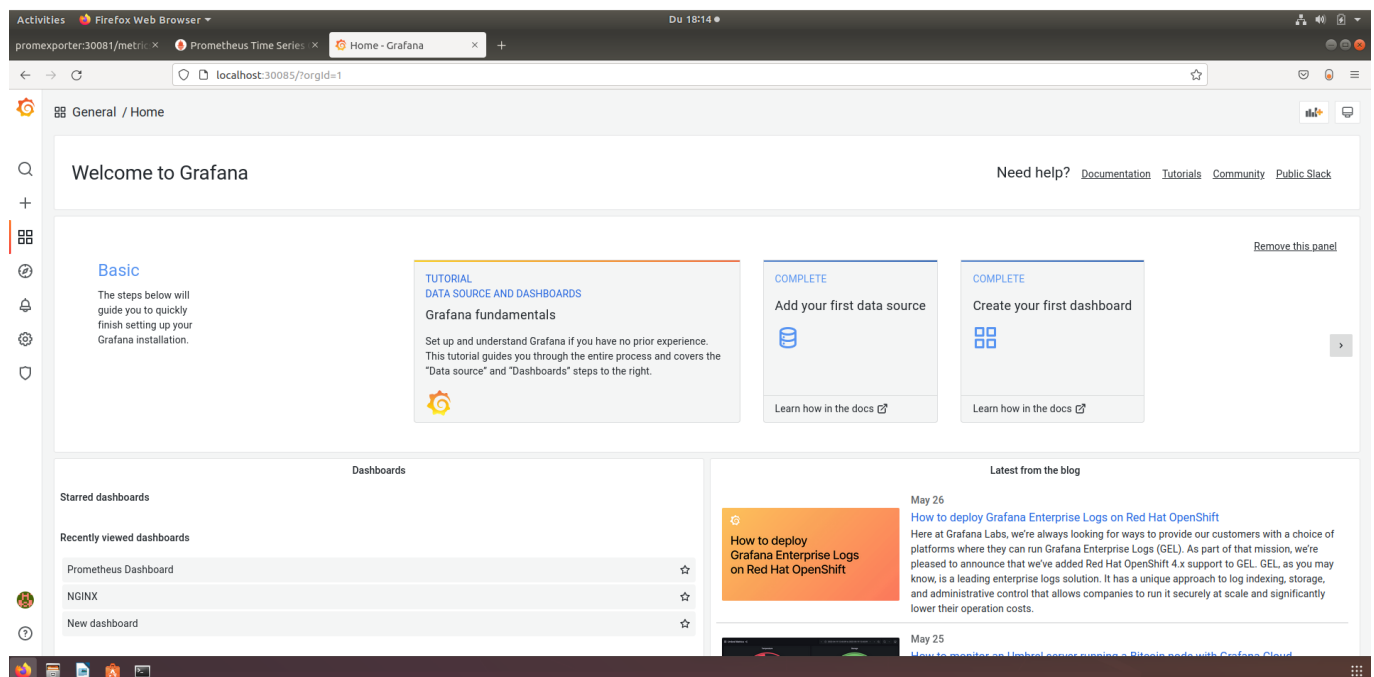 Activities Firefox Web Browser Du 18:14
promexporter:30081/metric Prometheus Time Series Home - Grafana
localhost:30085/?orgId=1
General / Home
Welcome to Grafana
Need help? Documentation Tutorials Community Public Slack
Remove this panel
Basic
The steps below will
guide you to quickly
finish setting up your
Grafana installation.
TUTORIAL
DATA SOURCE AND DASHBOARDS
Grafana fundamentals
Set up and understand Grafana if you have no prior experience.
This tutorial guides you through the entire process and covers the
"Data source" and "Dashboards" steps to the right.
COMPLETE
Add your first data source
Learn how in the docs
COMPLETE
Create your first dashboard
Learn how in the docs
Dashboards
Starred dashboards
Recently viewed dashboards
Prometheus Dashboard
NGINX
New dashboard
Latest from the blog
How to deploy
Grafana Enterprise Logs
on Red Hat OpenShift
May 26
How to deploy Grafana Enterprise Logs on Red Hat OpenShift
Here at Grafana Labs, we're always looking for ways to provide our customers with a choice of
platforms where they can run Grafana Enterprise Logs (GEL). As part of that mission, we're
pleased to announce that we've added Red Hat OpenShift 4.x support to GEL. GEL, as you may
know, is a leading enterprise logs solution. It has a unique approach to log indexing, storage,
and administrative control that allows companies to run it securely at scale and significantly
lower their operation costs.
May 25
How to monitor an Umbrel server running a Bitcoin node with Grafana Cloud